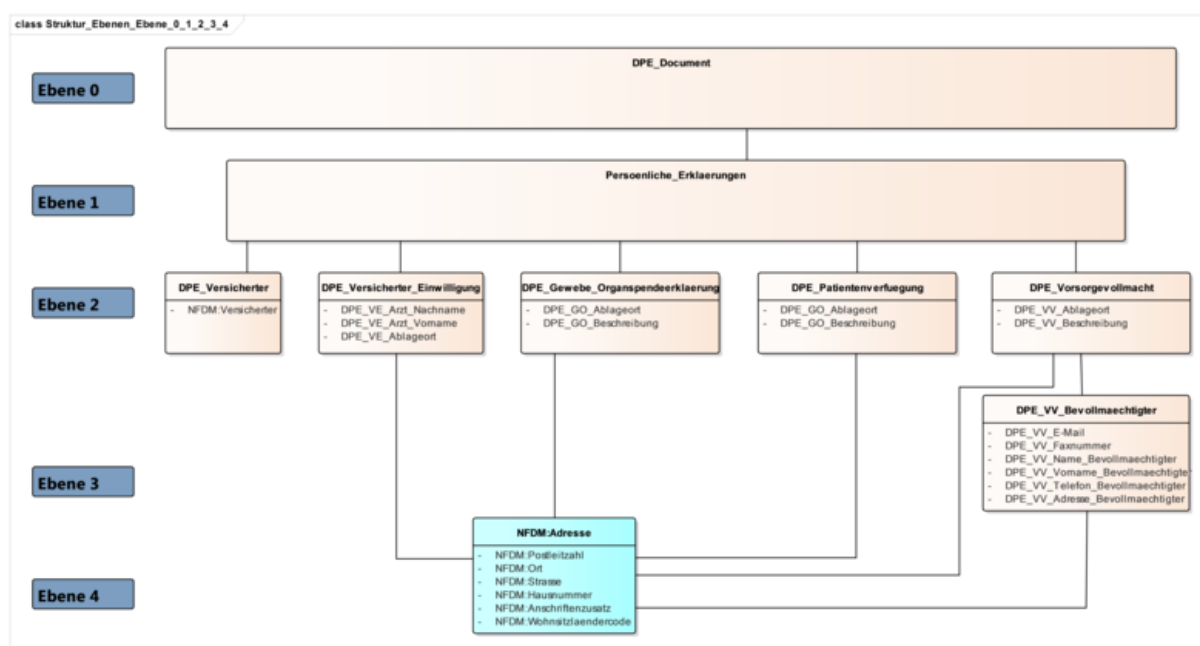 class Struktur_Ebenen_Ebene_0_1_2_3_4
Ebene 0
DPE_Document
Ebene 1
Persoenliche_Erklaerungen
Ebene 2
DPE_Versicherter
- NFDM:Versicherter
DPE_Versicherter_Einwilligung
- DPE_VE_Arzt_Nachname
- DPE_VE_Arzt_Vorname
- DPE_VE_Ablageort
DPE_Gewebe_Organspendeerklaerung
- DPE_GO_Ablageort
- DPE_GO_Beschreibung
DPE_Patientenverfuegung
- DPE_GO_Ablageort
- DPE_GO_Beschreibung
DPE_Vorsorgevollmacht
- DPE_VV_Ablageort
- DPE_VV_Beschreibung
DPE_VV_Bevollmaechtigter
- DPE_VV_E-Mail
- DPE_VV_Faxnummer
- DPE_VV_Name_Bevollmaechtigter
- DPE_VV_Vorname_Bevollmaechtigte
- DPE_VV_Telefon_Bevollmaechtigter
- DPE_VV_Adresse_Bevollmaechtigter
Ebene 3
NFDM:Adresse
- NFDM:Postleitzahl
- NFDM:Ort
- NFDM:Strasse
- NFDM:Hausnummer
- NFDM:Anschriftenzusatz
- NFDM:Wohnsitzlaendercode
Ebene 4